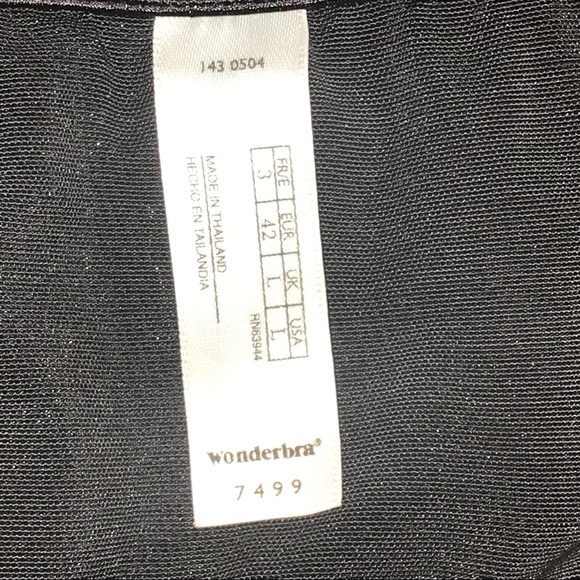 143 0504
FR/E EUR UK USA
3 42 L L
RN63944
MADE IN THAILAND
HECHO EN TAILANDIA
wonderbra®
7499